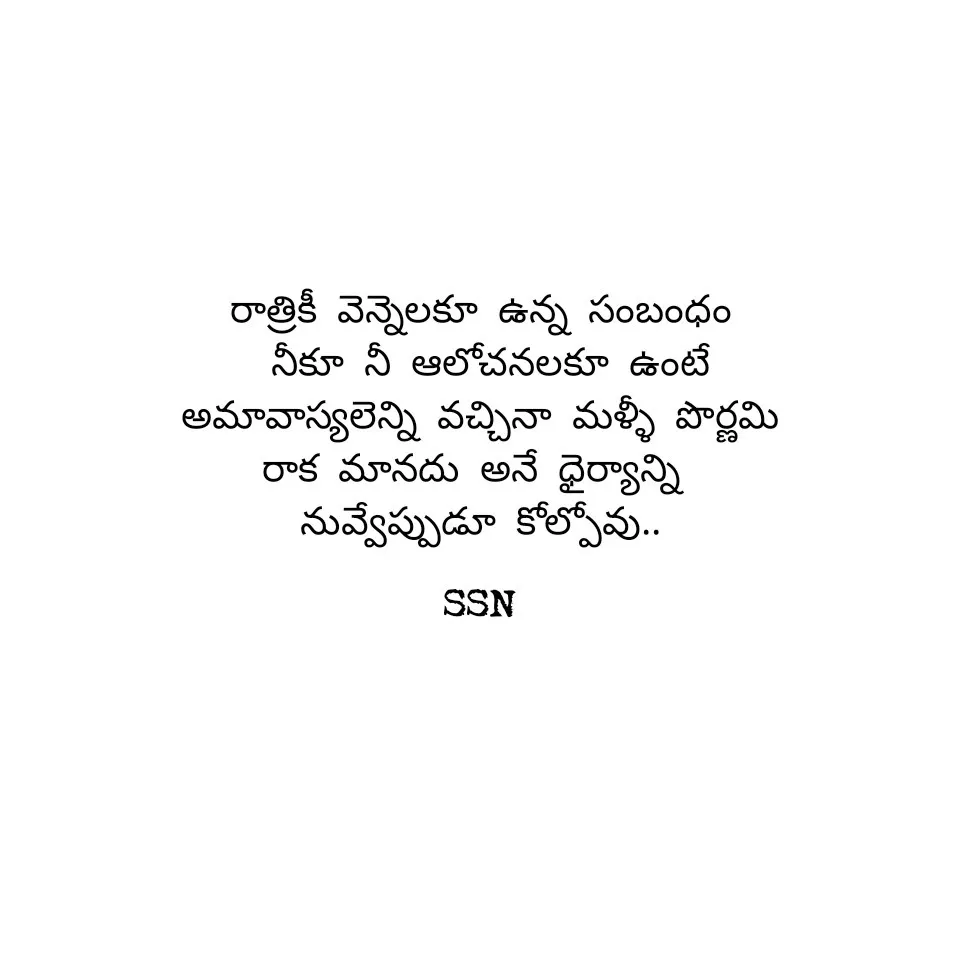 రాత్రికీ వెన్నెలకూ ఉన్న సంబంధం
నీకూ నీ ఆలోచనలకూ ఉంటే
అమావాస్యలెన్ని వచ్చినా మళ్ళీ పౌర్ణమి
రాక మానదు అనే ధైర్యాన్ని
నువ్వేప్పుడూ కోల్పోవు..
SSN